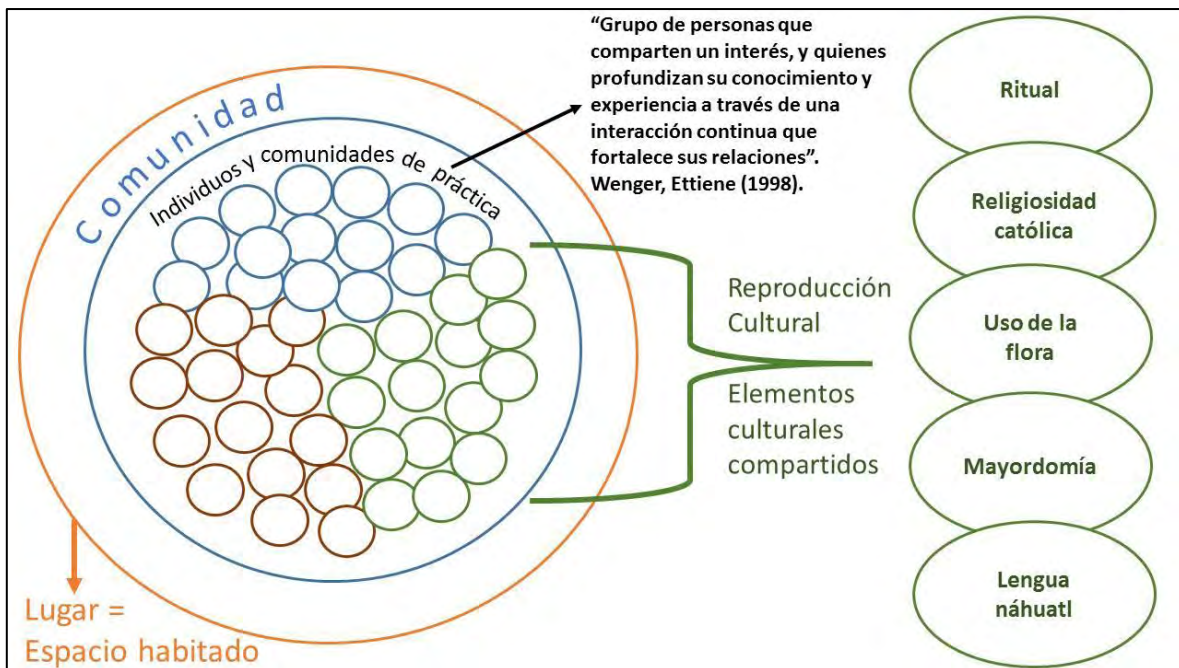 Comunidad
Individuos y comunidades de práctica
“Grupo de personas que
comparten un interés, y quienes
profundizan su conocimiento y
experiencia a través de una
interacción continua que
fortalece sus relaciones”.
Wenger, Ettiene (1998).
Reproducción
Cultural
Elementos
culturales
compartidos
Ritual
Religiosidad
católica
Uso de la
flora
Mayordomía
Lengua
náhuatl
Lugar =
Espacio habitado